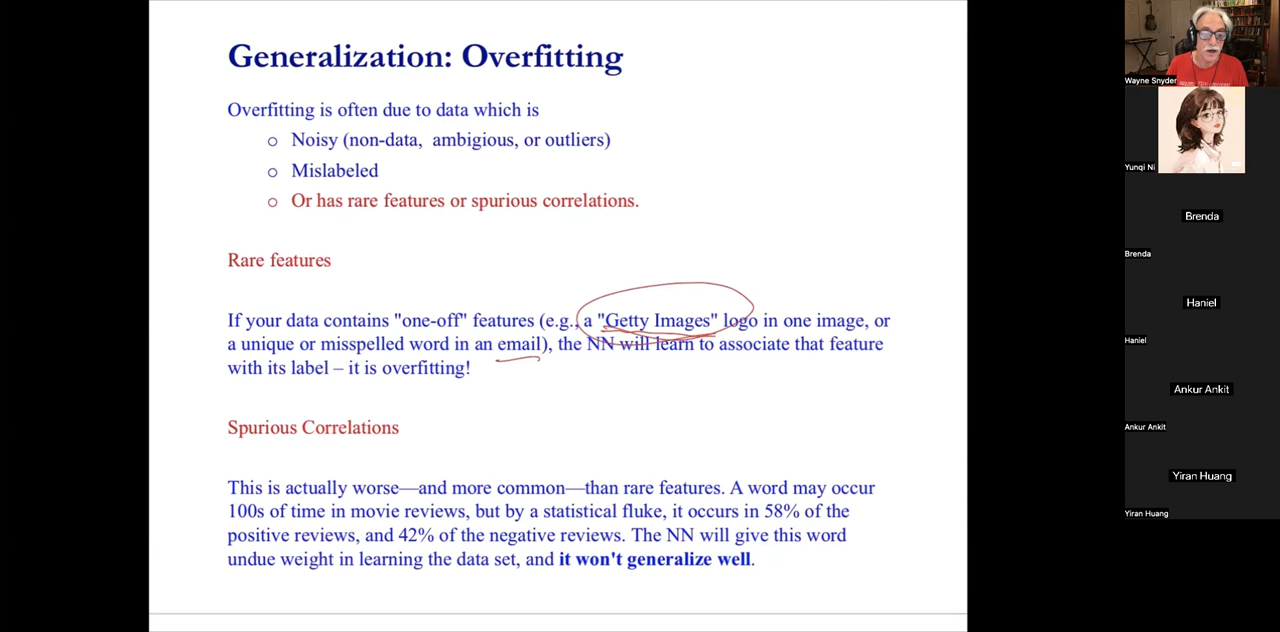 Generalization: Overfitting
Overfitting is often due to data which is
Noisy (non-data, ambigious, or outliers)
Mislabeled
Or has rare features or spurious correlations.
Rare features
If your data contains "one-off" features (e.g., a "Getty Images" logo in one image, or
a unique or misspelled word in an email), the NN will learn to associate that feature
with its label – it is overfitting!
Spurious Correlations
This is actually worse—and more common—than rare features. A word may occur
100s of time in movie reviews, but by a statistical fluke, it occurs in 58% of the
positive reviews, and 42% of the negative reviews. The NN will give this word
undue weight in learning the data set, and it won't generalize well.
Wayne Snyder
Yunqi Ni
Brenda
Brenda
Haniel
Haniel
Ankur Ankit
Ankur Ankit
Yiran Huang
Yiran Huang